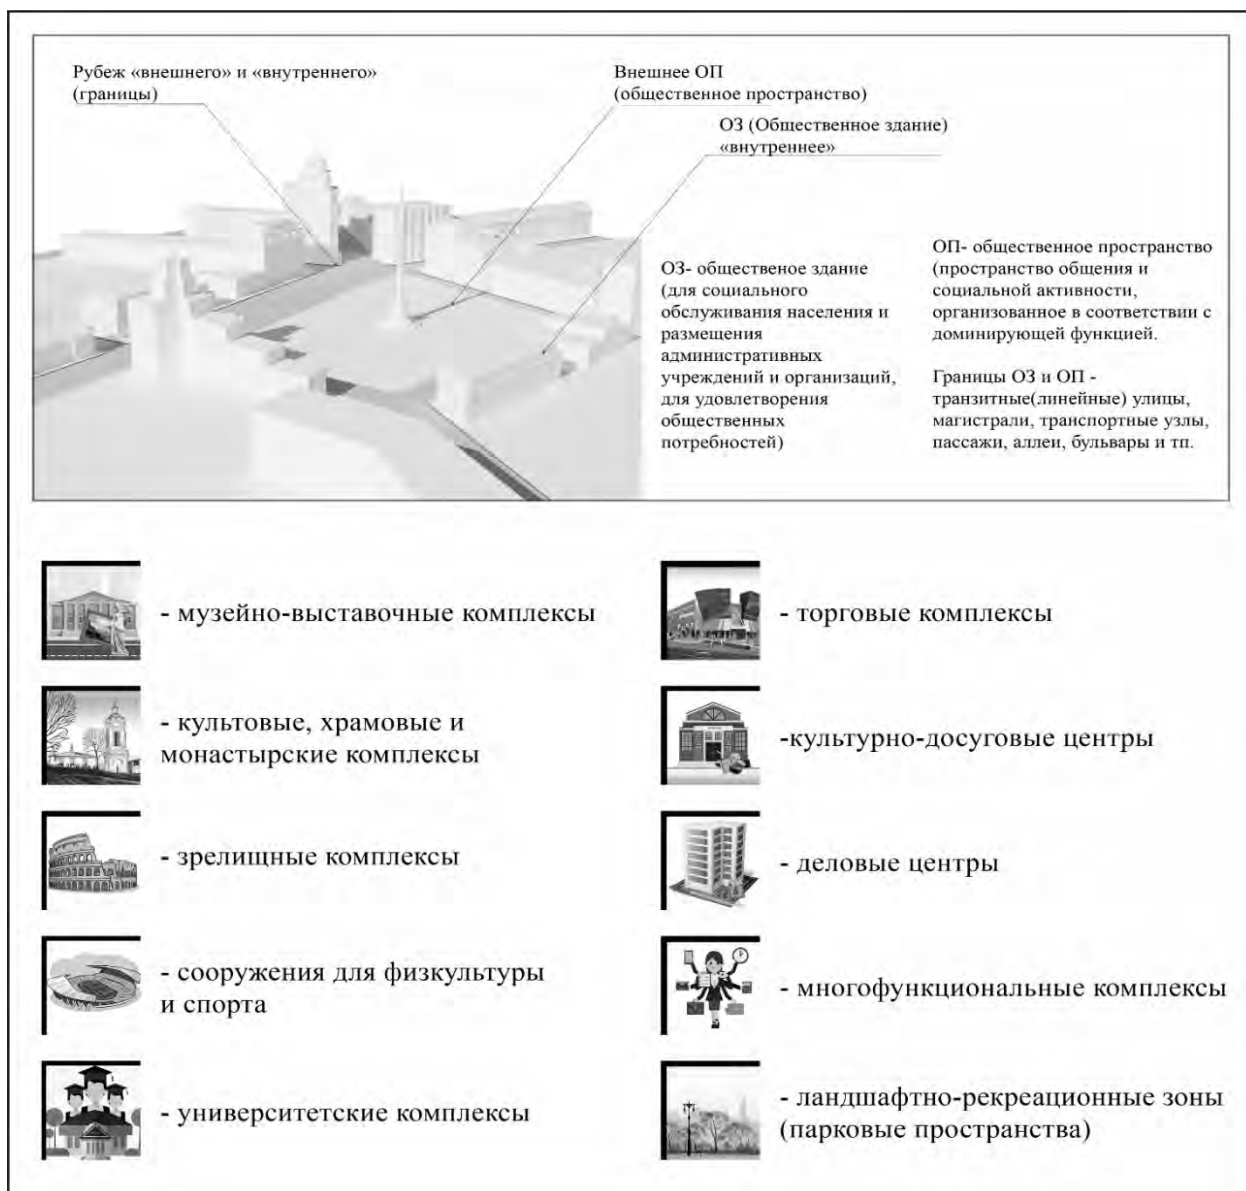 Рубеж «внешнего» и «внутреннего»
(границы)
Внешнее ОП
(общественное пространство)
ОЗ (Общественное здание)
«внутреннее»
ОЗ- общественое здание
(для социального
обслуживания населения и
размещения
административных
учреждений и организаций,
для удовлетворения
общественных
потребностей)
ОП- общественное пространство
(пространство общения и
социальной активности,
организованное в соответствии с
доминирующей функцией.
Границы ОЗ и ОП -
транзитные(линейные) улицы,
магистрали, транспортные узлы,
пассажи, аллеи, бульвары и тп.
- музейно-выставочные комплексы
- культовые, храмовые и
монастырские комплексы
- зрелищные комплексы
- сооружения для физкультуры
и спорта
- университетские комплексы
- торговые комплексы
-культурно-досуговые центры
- деловые центры
- многофункциональные комплексы
- ландшафтно-рекреационные зоны
(парковые пространства)